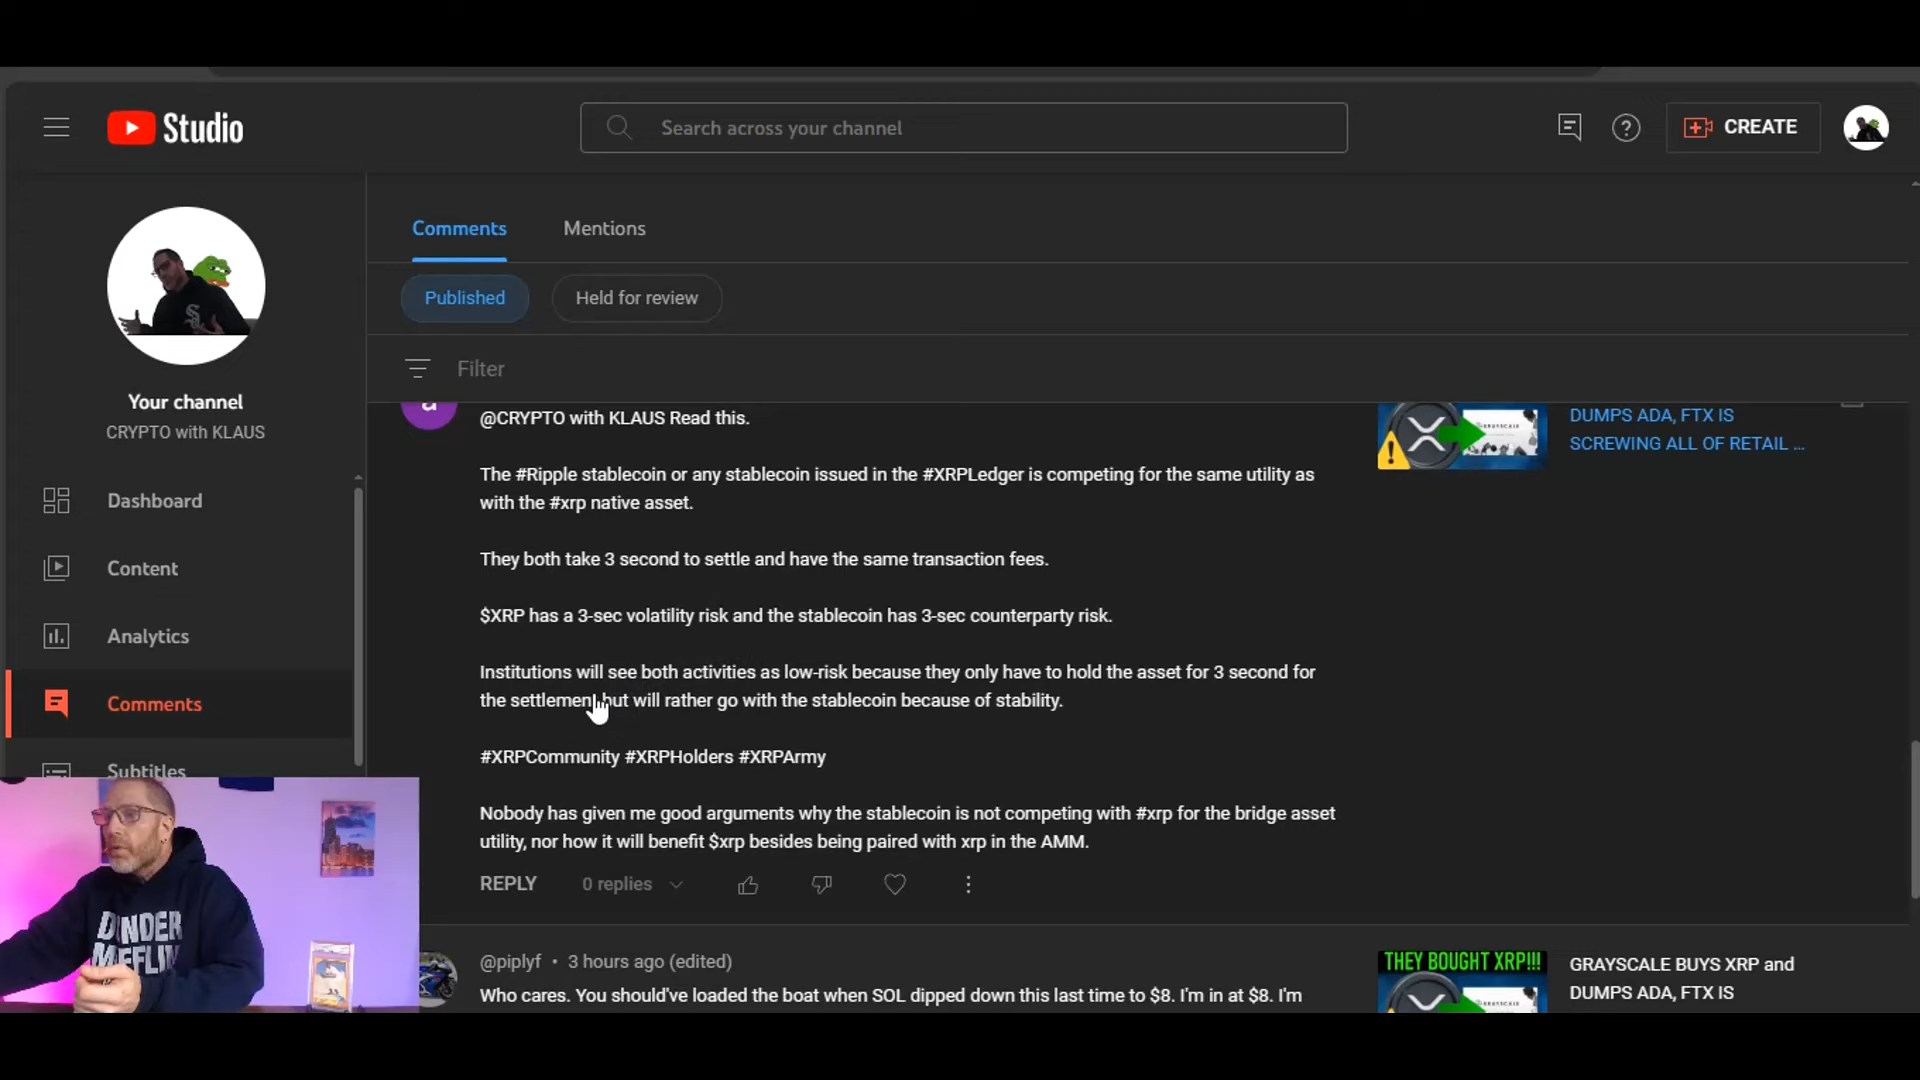 Studio
Search across your channel
CREATE
Your channel
CRYPTO with KLAUS
Dashboard
Content
Analytics
Comments
Subtitles
Comments
Mentions
Published
Held for review
Filter
@CRYPTO with KLAUS Read this.
The #Ripple stablecoin or any stablecoin issued in the #XRPLedger is competing for the same utility as
with the #xrp native asset.
They both take 3 second to settle and have the same transaction fees.
$XRP has a 3-sec volatility risk and the stablecoin has 3-sec counterparty risk.
Institutions will see both activities as low-risk because they only have to hold the asset for 3 second for
the settlement but will rather go with the stablecoin because of stability.
#XRPCommunity #XRPHolders #XRPArmy
Nobody has given me good arguments why the stablecoin is not competing with #xrp for the bridge asset
utility, nor how it will benefit $xrp besides being paired with xrp in the AMM.
REPLY
0 replies
DUMPS ADA, FTX IS
SCREWING ALL OF RETAIL ...
GRAYSCALE
@piplyf • 3 hours ago (edited)
Who cares. You should've loaded the boat when SOL dipped down this last time to $8. I'm in at $8. I'm
THEY BOUGHT XRP!!!
GRAYSCALE BUYS XRP and
DUMPS ADA, FTX IS
DUNDER
MIFFLIN